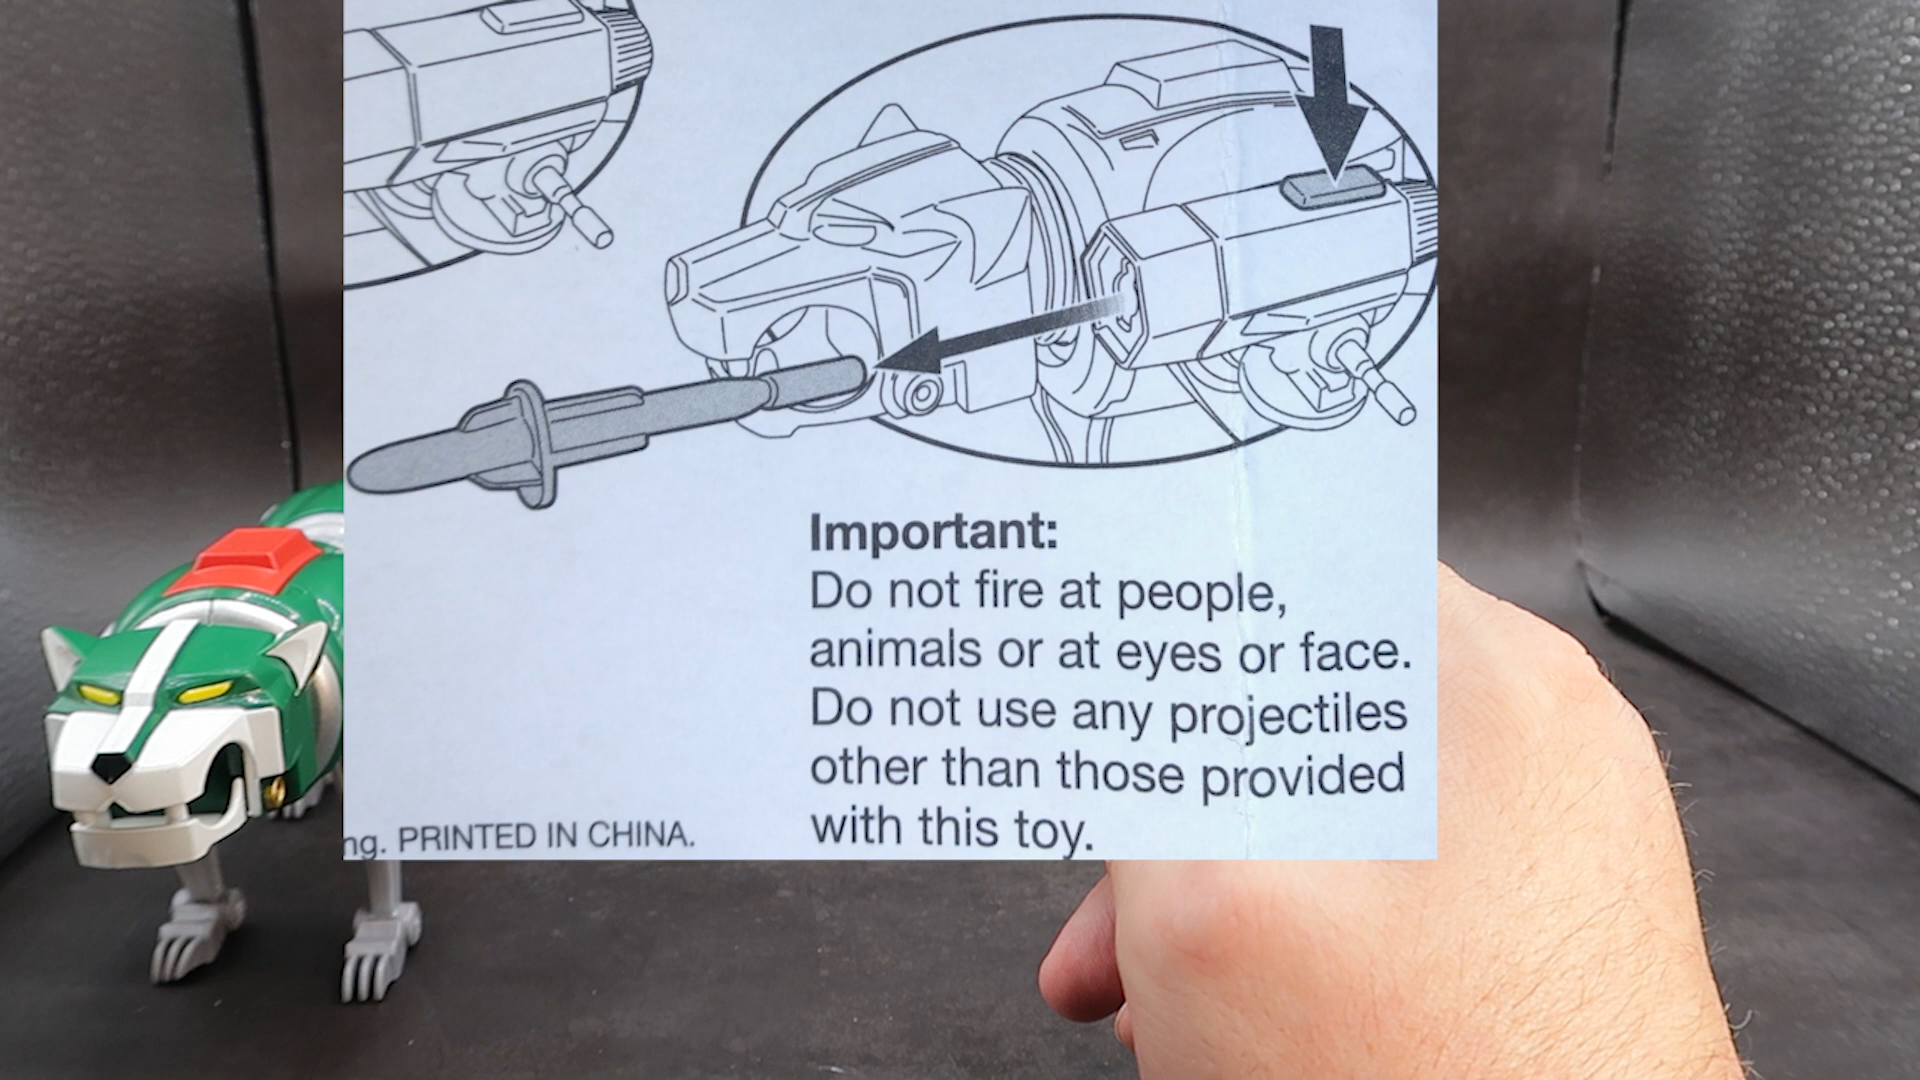 Important:
Do not fire at people,
animals or at eyes or face.
Do not use any projectiles
other than those provided
with this toy.
ng. PRINTED IN CHINA.